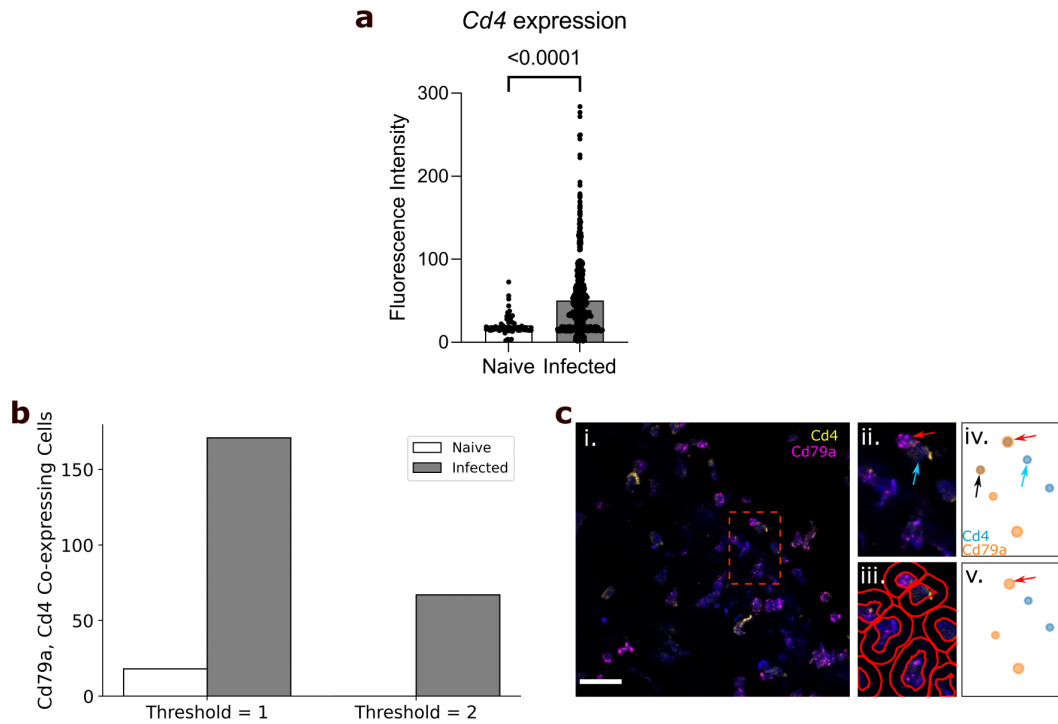 a
Cd4 expression
<0.0001
Fluorescence Intensity
300
200
100
0
Naive Infected
b
Cd79a, Cd4 Co-expressing Cells
150
100
50
0
Naive
Infected
Threshold = 1
Threshold = 2
c
i.
Cd4
Cd79a
ii.
iii.
iv.
Cd4
Cd79a
v.